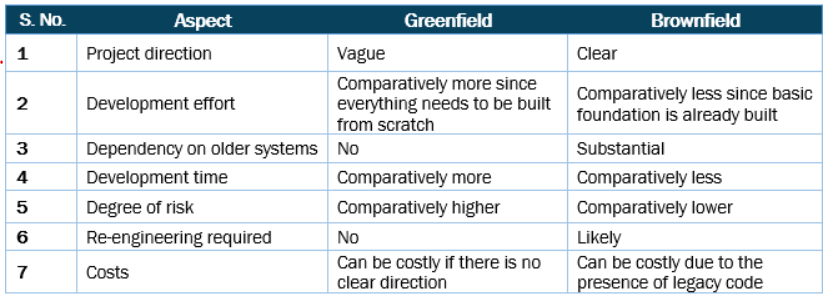 S. No. Aspect Greenfield Brownfield
1 Project direction Vague Clear
2 Development effort Comparatively more since everything needs to be built from scratch Comparatively less since basic foundation is already built
3 Dependency on older systems No Substantial
4 Development time Comparatively more Comparatively less
5 Degree of risk Comparatively higher Comparatively lower
6 Re-engineering required No Likely
7 Costs Can be costly if there is no clear direction Can be costly due to the presence of legacy code